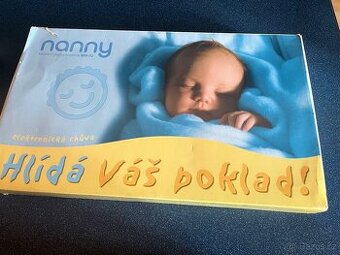 nanny
elektronická chůva
Hlídá Váš poklad!